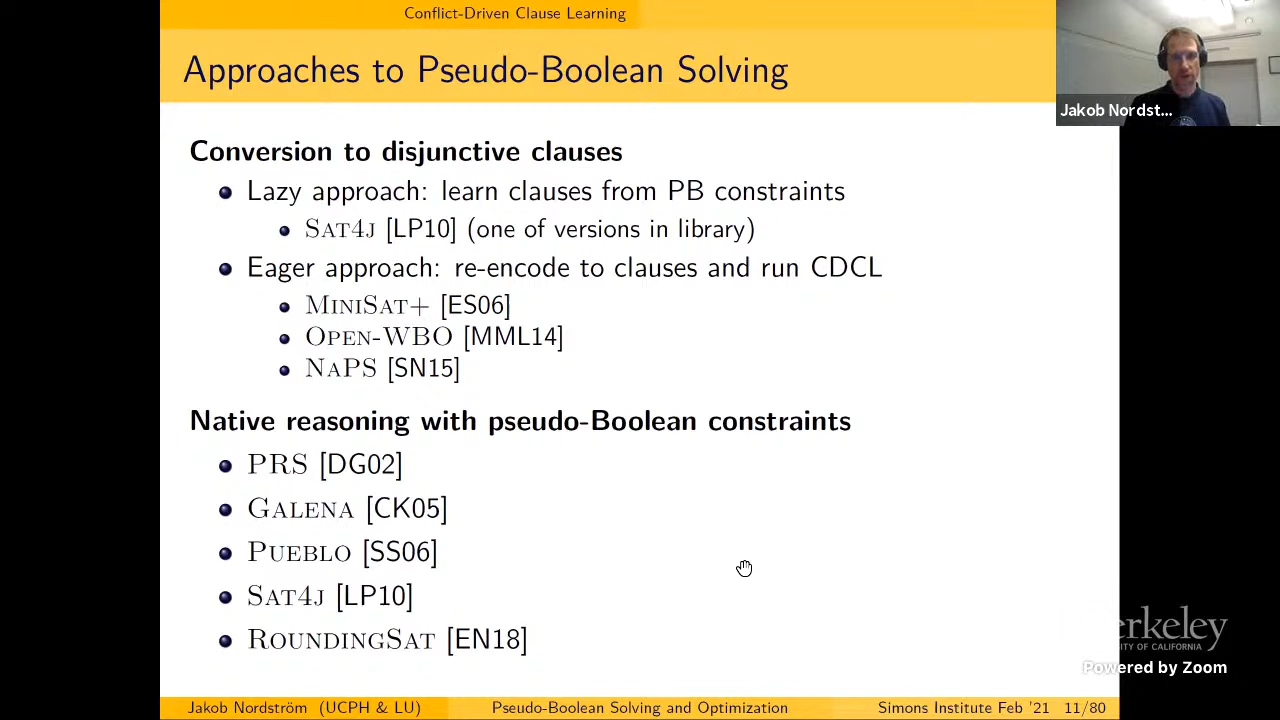 Conflict-Driven Clause Learning
Approaches to Pseudo-Boolean Solving
Jakob Nordst...
Conversion to disjunctive clauses
Lazy approach: learn clauses from PB constraints
Sat4j [LP10] (one of versions in library)
Eager approach: re-encode to clauses and run CDCL
MiniSat+ [ES06]
Open-WBO [MML14]
NaPS [SN15]
Native reasoning with pseudo-Boolean constraints
PRS [DG02]
Galena [CK05]
Pueblo [SS06]
Sat4j [LP10]
RoundingSat [EN18]
erkeley
ITY OF CALIFORNIA
Powered by Zoom
Jakob Nordström (UCPH & LU) Pseudo-Boolean Solving and Optimization Simons Institute Feb '21 11/80